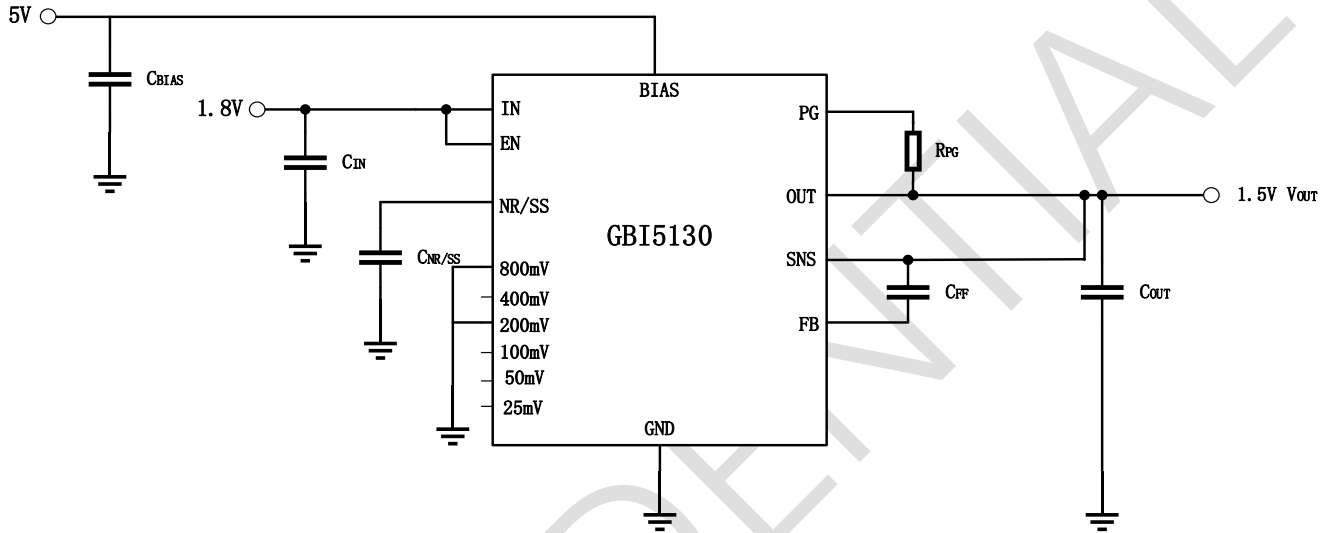 5V
CBIAS
BIAS
1.8V
IN
PG
EN
CIN
RPG
NR/SS
OUT
1.5V VOUT
GBI5130
CNR/SS
SNS
800mV
400mV
CFF
COUT
200mV
FB
100mV
50mV
25mV
GND
DENTIAL